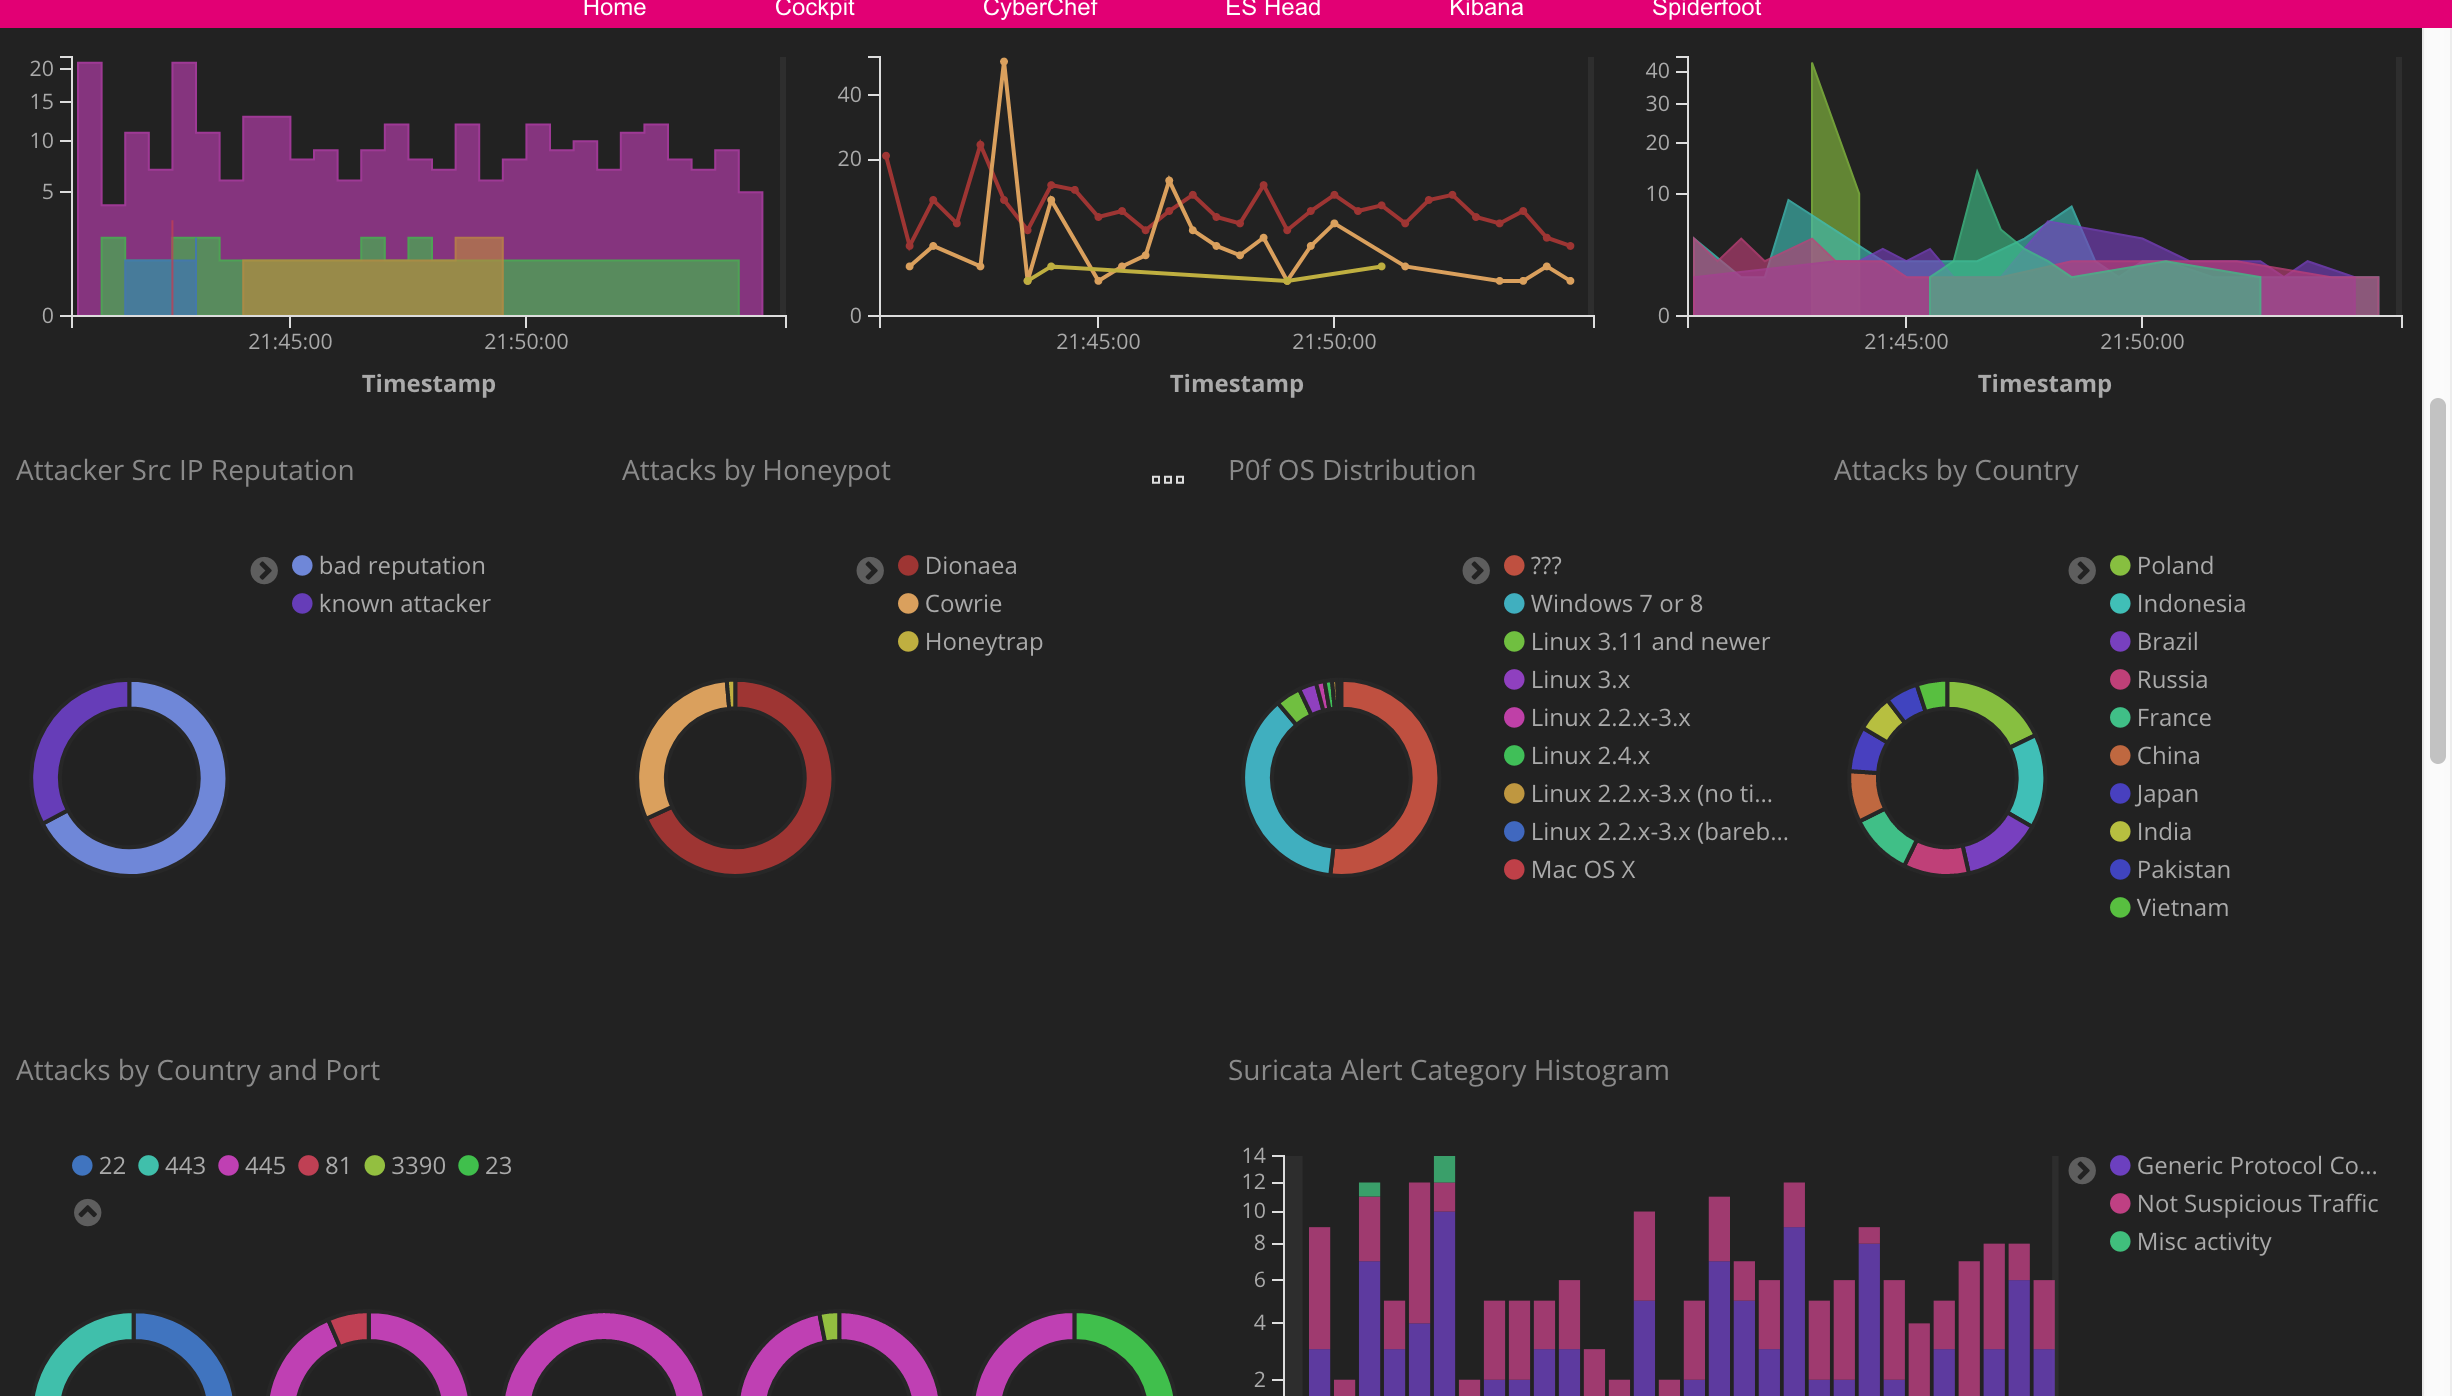 Home Cockpit CyberChef ES Head Kibana Spiderfoot
20
15
10
5
0
21:45:00 21:50:00
Timestamp
40
20
0
21:45:00 21:50:00
Timestamp
40
30
20
10
0
21:45:00 21:50:00
Timestamp
Attacker Src IP Reputation
bad reputation
known attacker
Attacks by Honeypot
Dionaea
Cowrie
Honeytrap
P0f OS Distribution
???
Windows 7 or 8
Linux 3.11 and newer
Linux 3.x
Linux 2.2.x-3.x
Linux 2.4.x
Linux 2.2.x-3.x (no ti...
Linux 2.2.x-3.x (bareb...
Mac OS X
Attacks by Country
Poland
Indonesia
Brazil
Russia
France
China
Japan
India
Pakistan
Vietnam
Attacks by Country and Port
22 443 445 81 3390 23
Suricata Alert Category Histogram
14
12
10
8
6
4
2
Generic Protocol Co...
Not Suspicious Traffic
Misc activity